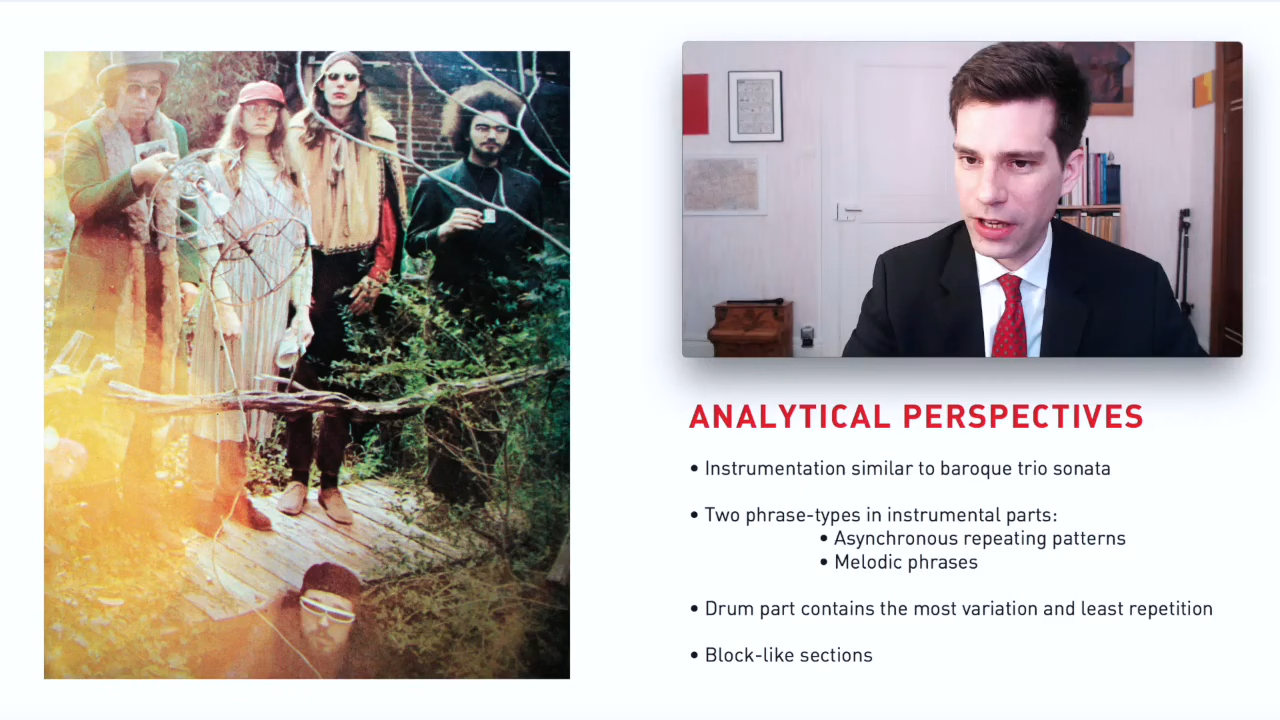 ANALYTICAL PERSPECTIVES
• Instrumentation similar to baroque trio sonata
• Two phrase-types in instrumental parts:
• Asynchronous repeating patterns
• Melodic phrases
• Drum part contains the most variation and least repetition
• Block-like sections